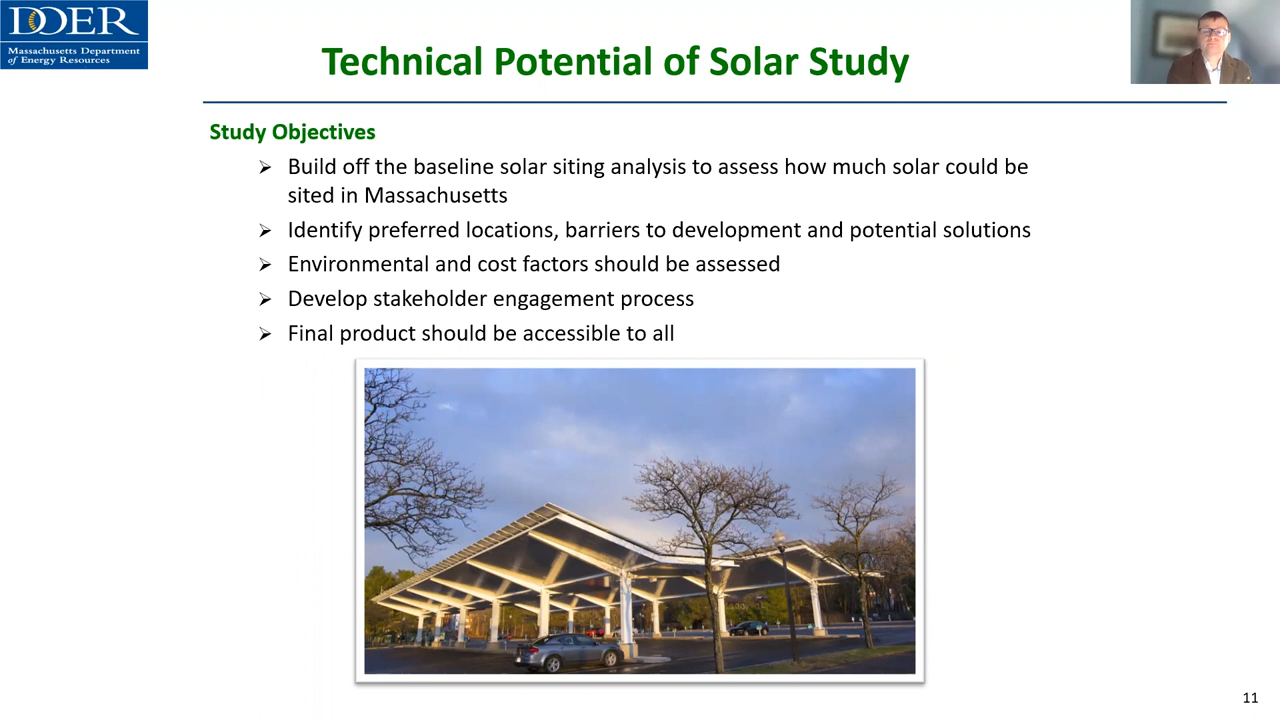 DOER
Massachusetts Department
of Energy Resources
Technical Potential of Solar Study
Study Objectives
➢ Build off the baseline solar siting analysis to assess how much solar could be
sited in Massachusetts
➢ Identify preferred locations, barriers to development and potential solutions
➢ Environmental and cost factors should be assessed
➢ Develop stakeholder engagement process
➢ Final product should be accessible to all
11